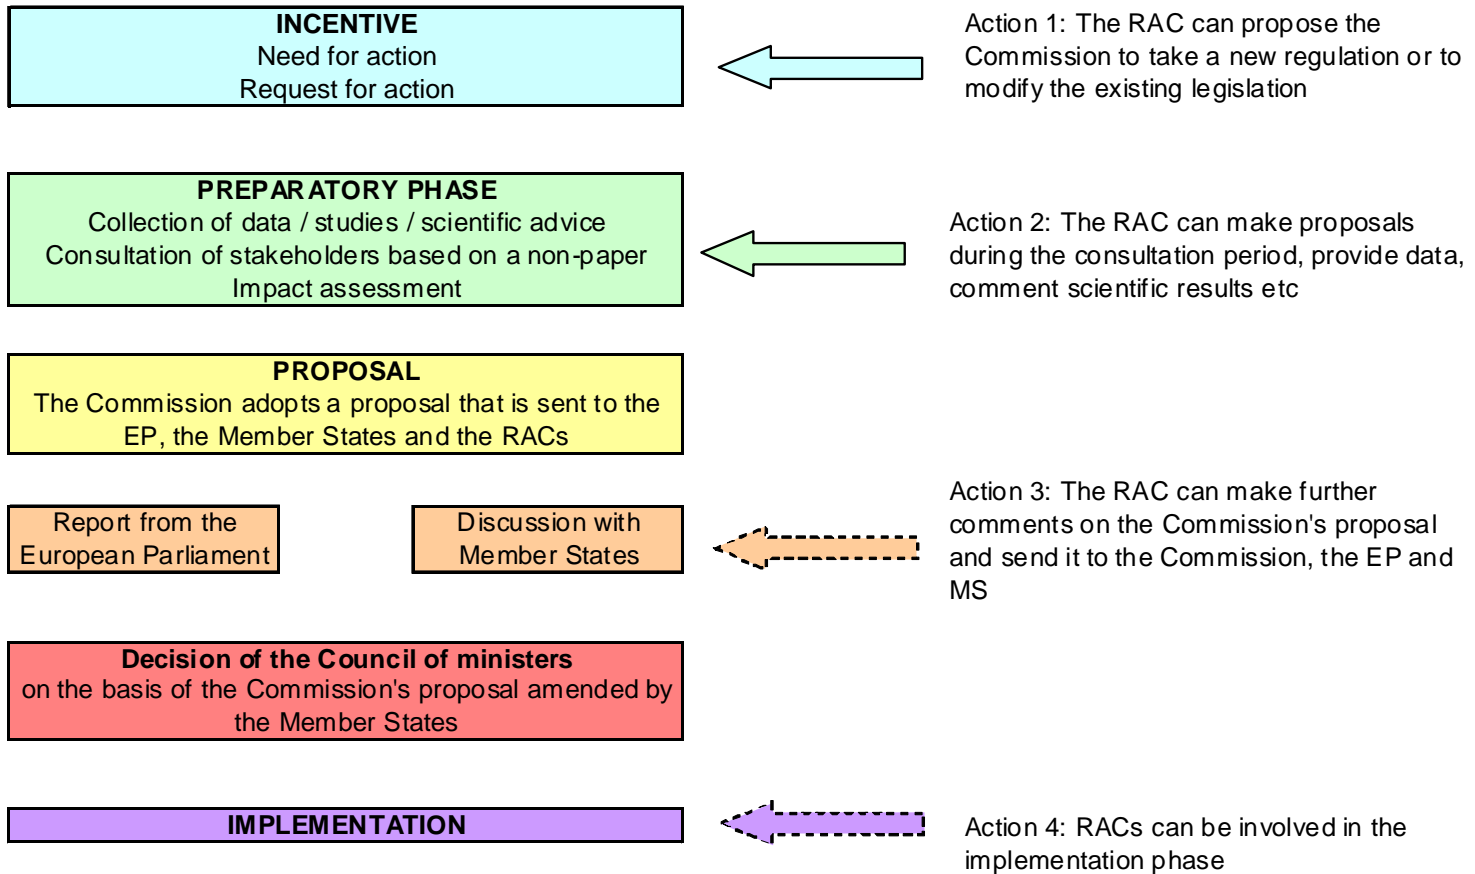 INCENTIVE
Need for action
Request for action
Action 1: The RAC can propose the
Commission to take a new regulation or to
modify the existing legislation
PREPARATORY PHASE
Collection of data / studies / scientific advice
Consultation of stakeholders based on a non-paper
Impact assessment
Action 2: The RAC can make proposals
during the consultation period, provide data,
comment scientific results etc
PROPOSAL
The Commission adopts a proposal that is sent to the
EP, the Member States and the RACs
Report from the
European Parliament
Discussion with
Member States
Action 3: The RAC can make further
comments on the Commission's proposal
and send it to the Commission, the EP and
MS
Decision of the Council of ministers
on the basis of the Commission's proposal amended by
the Member States
IMPLEMENTATION
Action 4: RACs can be involved in the
implementation phase